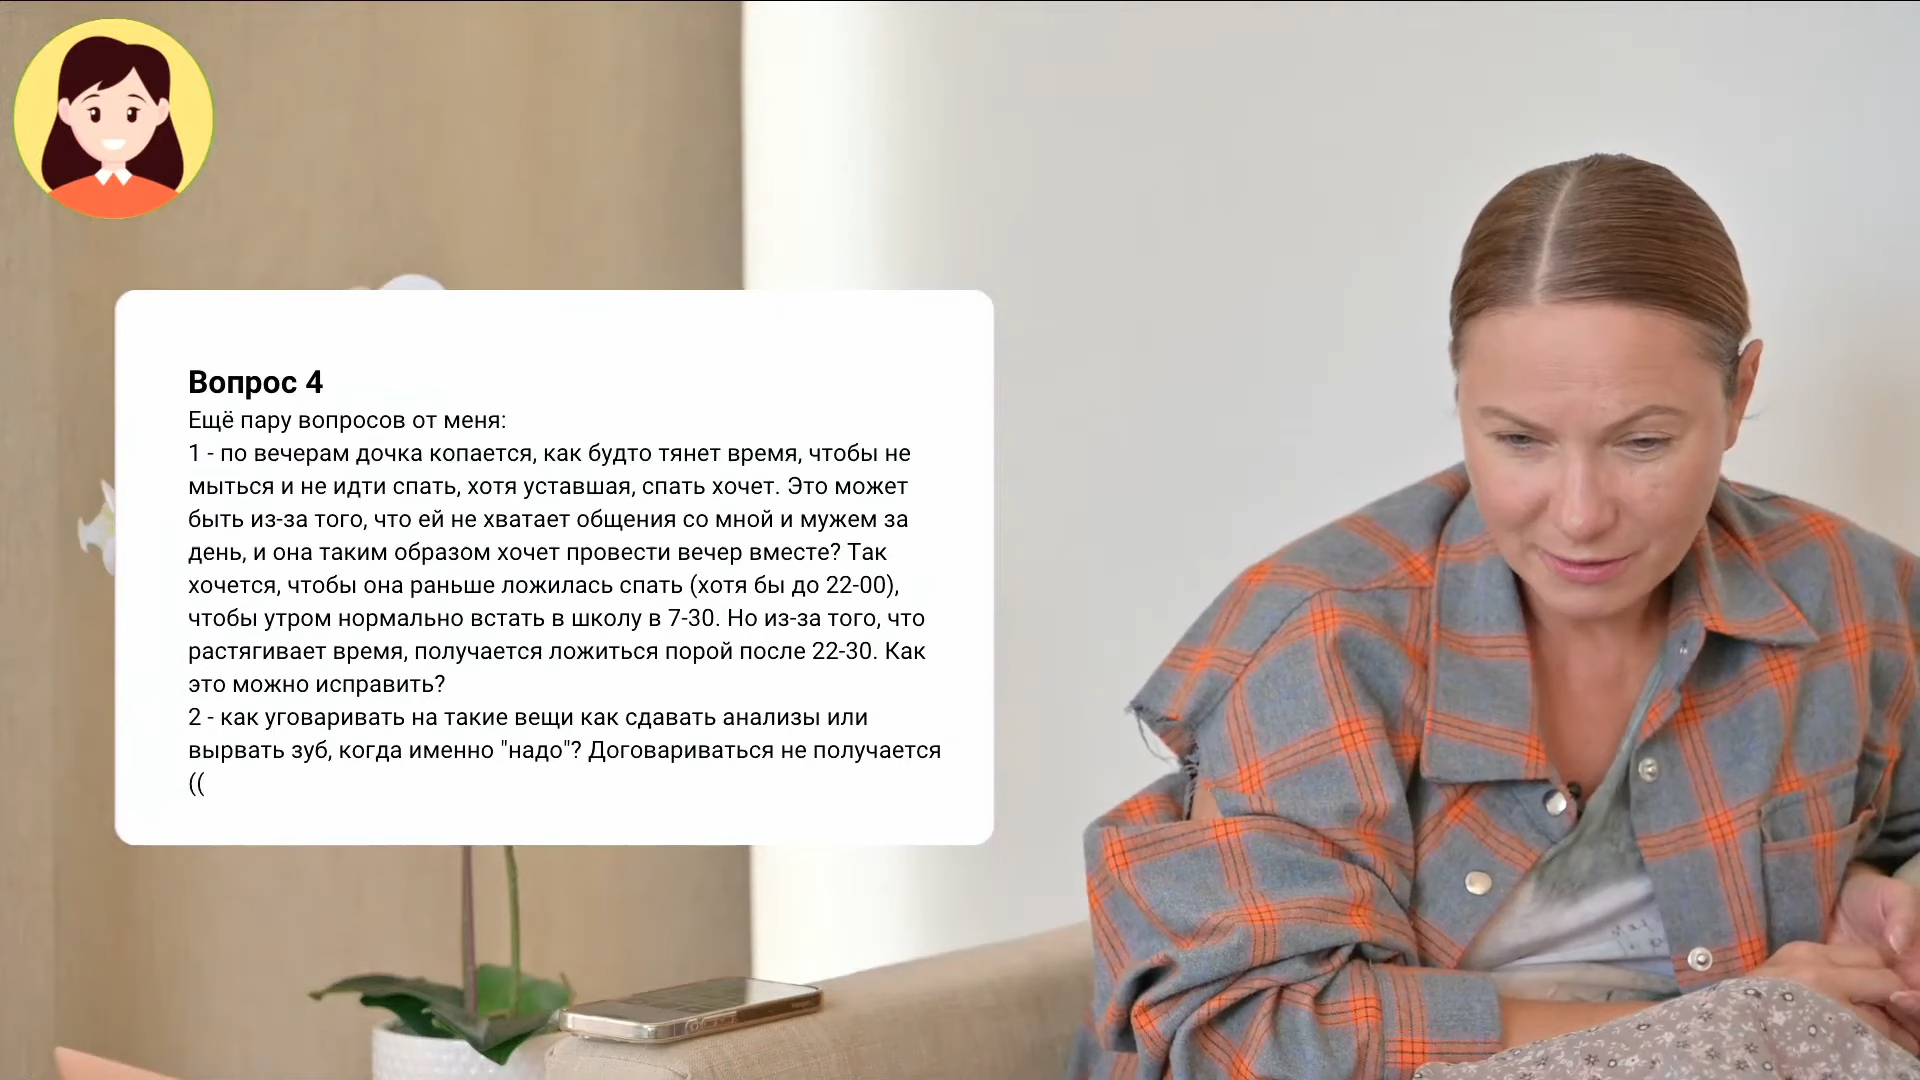 Вопрос 4
Ещё пару вопросов от меня:
1 - по вечерам дочка копается, как будто тянет время, чтобы не
мыться и не идти спать, хотя уставшая, спать хочет. Это может
быть из-за того, что ей не хватает общения со мной и мужем за
день, и она таким образом хочет провести вечер вместе? Так
хочется, чтобы она раньше ложилась спать (хотя бы до 22-00),
чтобы утром нормально встать в школу в 7-30. Но из-за того, что
растягивает время, получается ложиться порой после 22-30. Как
это можно исправить?
2 - как уговаривать на такие вещи как сдавать анализы или
вырвать зуб, когда именно "надо"? Договариваться не получается
((